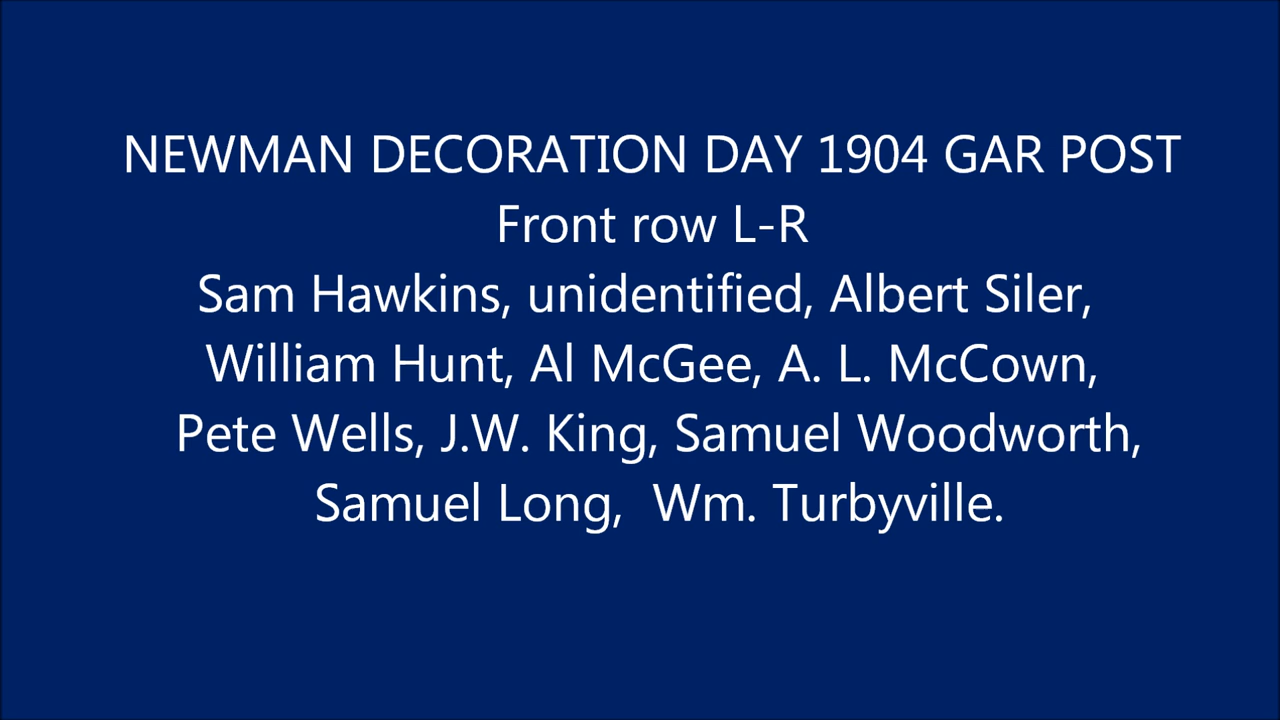 NEWMAN DECORATION DAY 1904 GAR POST
Front row L-R
Sam Hawkins, unidentified, Albert Siler,
William Hunt, Al McGee, A. L. McCown,
Pete Wells, J.W. King, Samuel Woodworth,
Samuel Long,  Wm. Turbyville.